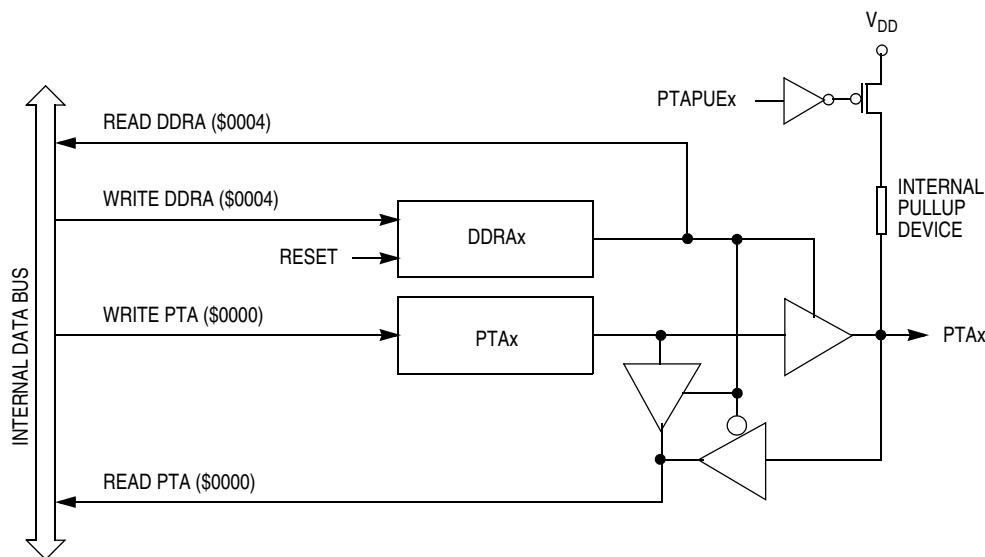 VDD
PTAPUEx
READ DDRA ($0004)
WRITE DDRA ($0004)
INTERNAL
PULLUP
DEVICE
DDRAx
RESET
WRITE PTA ($0000)
PTAx
PTAx
READ PTA ($0000)
INTERNAL DATA BUS